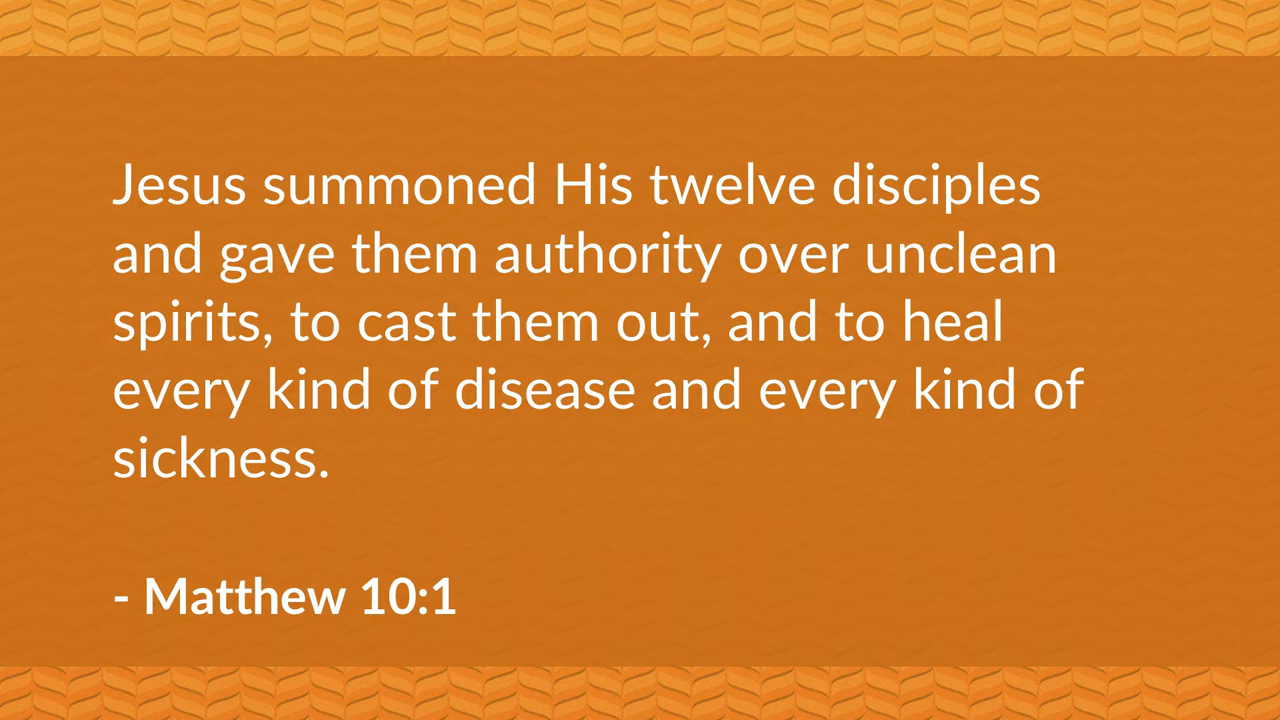 Jesus summoned His twelve disciples
and gave them authority over unclean
spirits, to cast them out, and to heal
every kind of disease and every kind of
sickness.
- Matthew 10:1